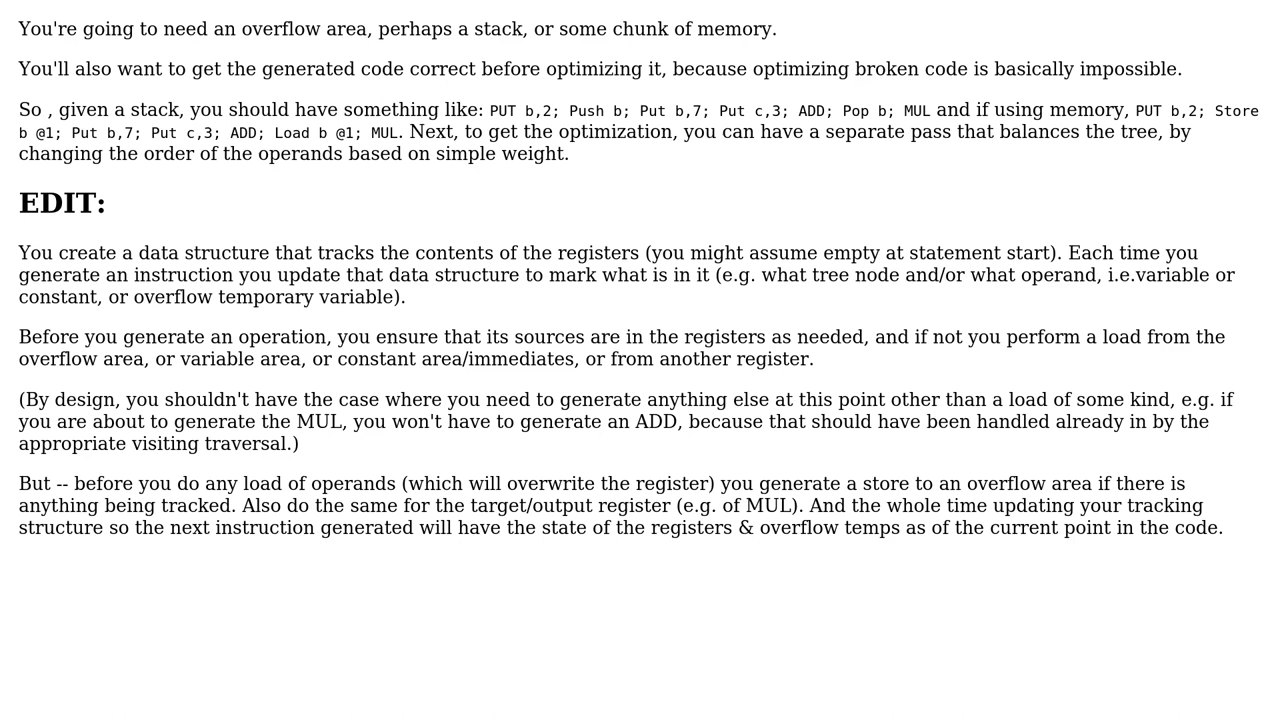 You're going to need an overflow area, perhaps a stack, or some chunk of memory.
You'll also want to get the generated code correct before optimizing it, because optimizing broken code is basically impossible.
So , given a stack, you should have something like: PUT b,2; Push b; Put b,7; Put c,3; ADD; Pop b; MUL and if using memory, PUT b,2; Store
b @1; Put b,7; Put c,3; ADD; Load b @1; MUL. Next, to get the optimization, you can have a separate pass that balances the tree, by
changing the order of the operands based on simple weight.
EDIT:
You create a data structure that tracks the contents of the registers (you might assume empty at statement start). Each time you
generate an instruction you update that data structure to mark what is in it (e.g. what tree node and/or what operand, i.e.variable or
constant, or overflow temporary variable).
Before you generate an operation, you ensure that its sources are in the registers as needed, and if not you perform a load from the
overflow area, or variable area, or constant area/immediates, or from another register.
(By design, you shouldn't have the case where you need to generate anything else at this point other than a load of some kind, e.g. if
you are about to generate the MUL, you won't have to generate an ADD, because that should have been handled already in by the
appropriate visiting traversal.)
But -- before you do any load of operands (which will overwrite the register) you generate a store to an overflow area if there is
anything being tracked. Also do the same for the target/output register (e.g. of MUL). And the whole time updating your tracking
structure so the next instruction generated will have the state of the registers & overflow temps as of the current point in the code.